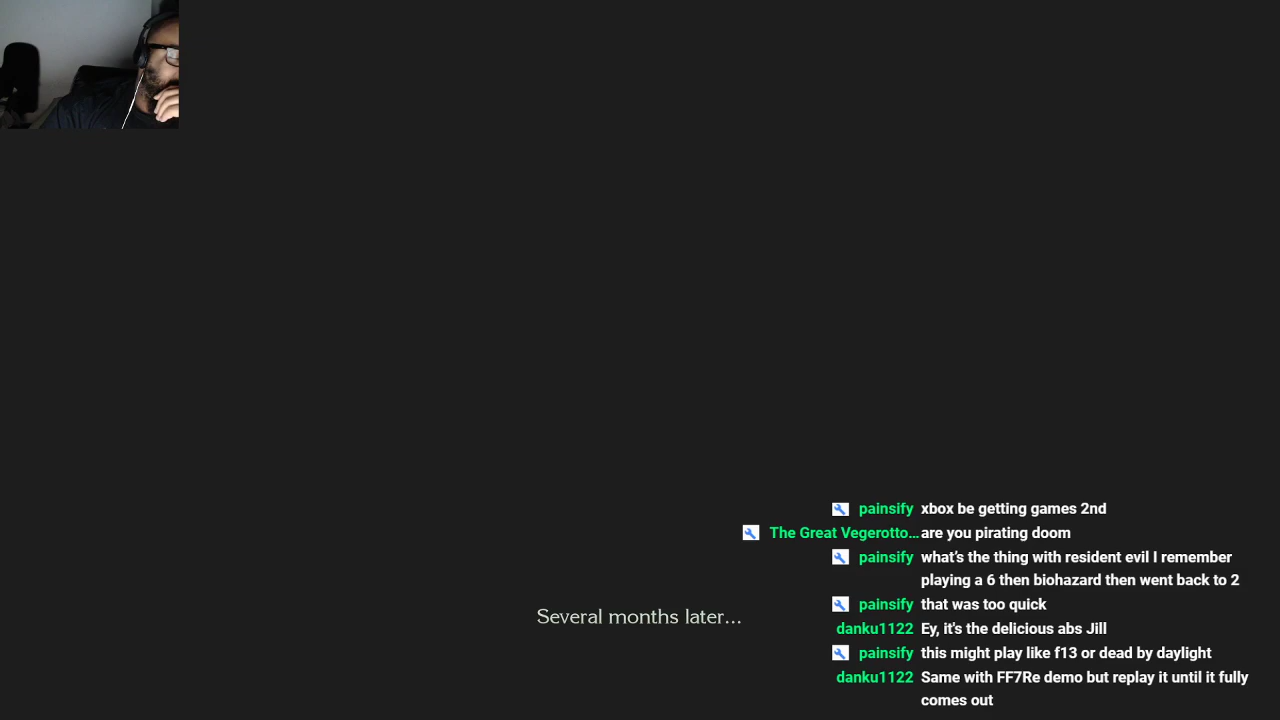 painsify xbox be getting games 2nd
The Great Vegerotto... are you pirating doom
painsify what's the thing with resident evil I remember
playing a 6 then biohazard then went back to 2
painsify that was too quick
Several months later...
danku1122 Ey, it's the delicious abs Jill
painsify this might play like f13 or dead by daylight
danku1122 Same with FF7Re demo but replay it until it fully
comes out